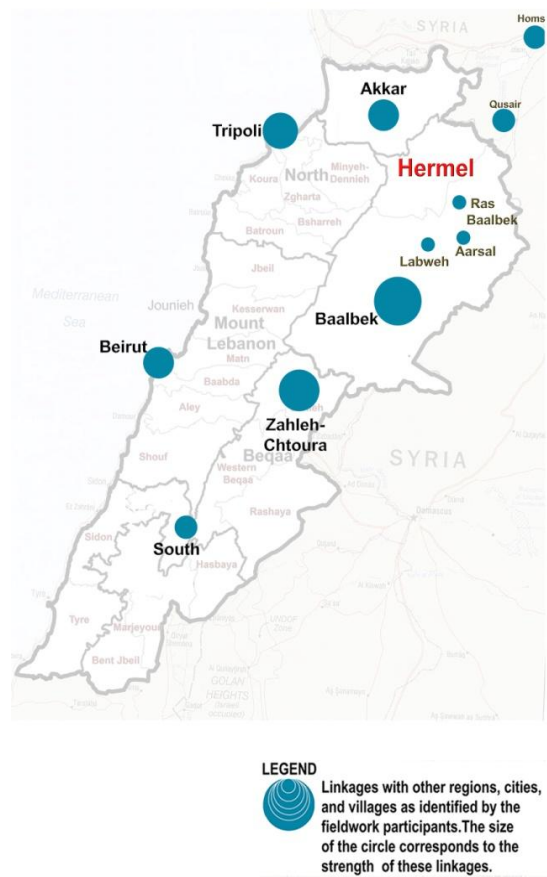 Homs
SYRIA
Akkar
Qusair
Tripoli
Minyeh-
Dennieh
Hermel
North
Koura
Zgharta
Ras
Baalbek
Bsharreh
Batroun
Aarsal
Labweh
Jbeil
Mediterranean
Sea
Jounieh
Kesserwan
Baalbek
Mount
Lebanon
Beirut
Matn
Baabda
Aley
Zahleh-
Chtoura
Beqaa
SYRIA
Shouf
Western
Beqaa
Rashaya
Damascus
Sidon
South
Hasbaya
Tyre
Marjeyoun
Bent Jbeil
UNDOF
Zone
GOLAN
HEIGHTS
LEGEND
Linkages with other regions, cities,
and villages as identified by the
fieldwork participants.The size
of the circle corresponds to the
strength of these linkages.